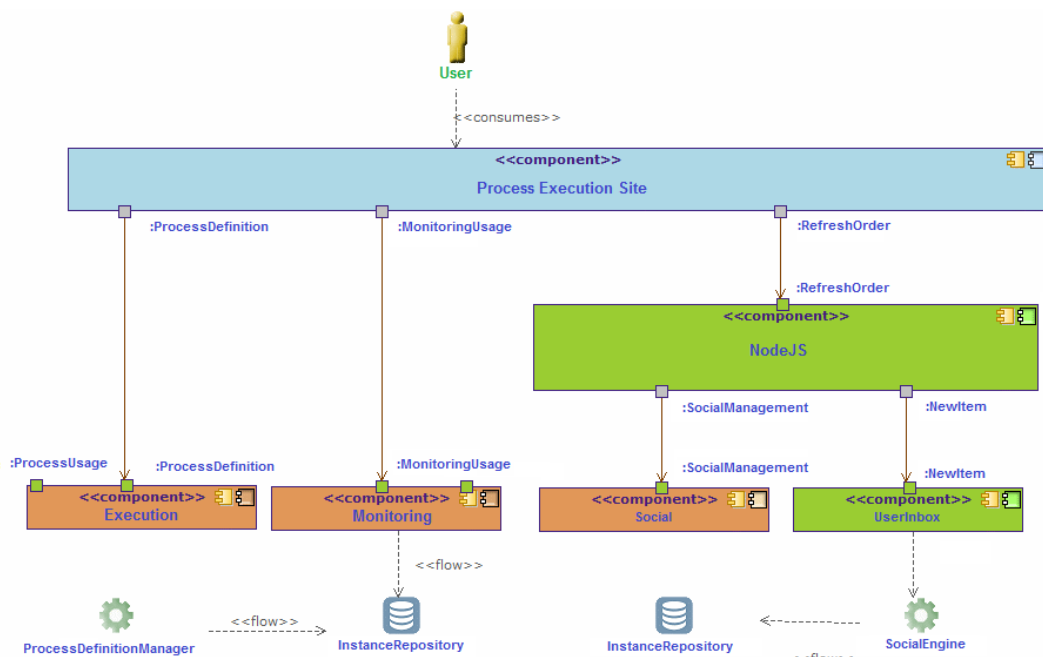 User
<<consumes>>
<<component>>
Process Execution Site
:ProcessDefinition
:MonitoringUsage
:RefreshOrder
:RefreshOrder
<<component>>
NodeJS
:SocialManagement
:NewItem
:ProcessUsage
:ProcessDefinition
:MonitoringUsage
:SocialManagement
:NewItem
<<component>>
Execution
<<component>>
Monitoring
<<component>>
Social
<<component>>
UserInbox
<<flow>>
<<flow>>
ProcessDefinitionManager
InstanceRepository
InstanceRepository
SocialEngine